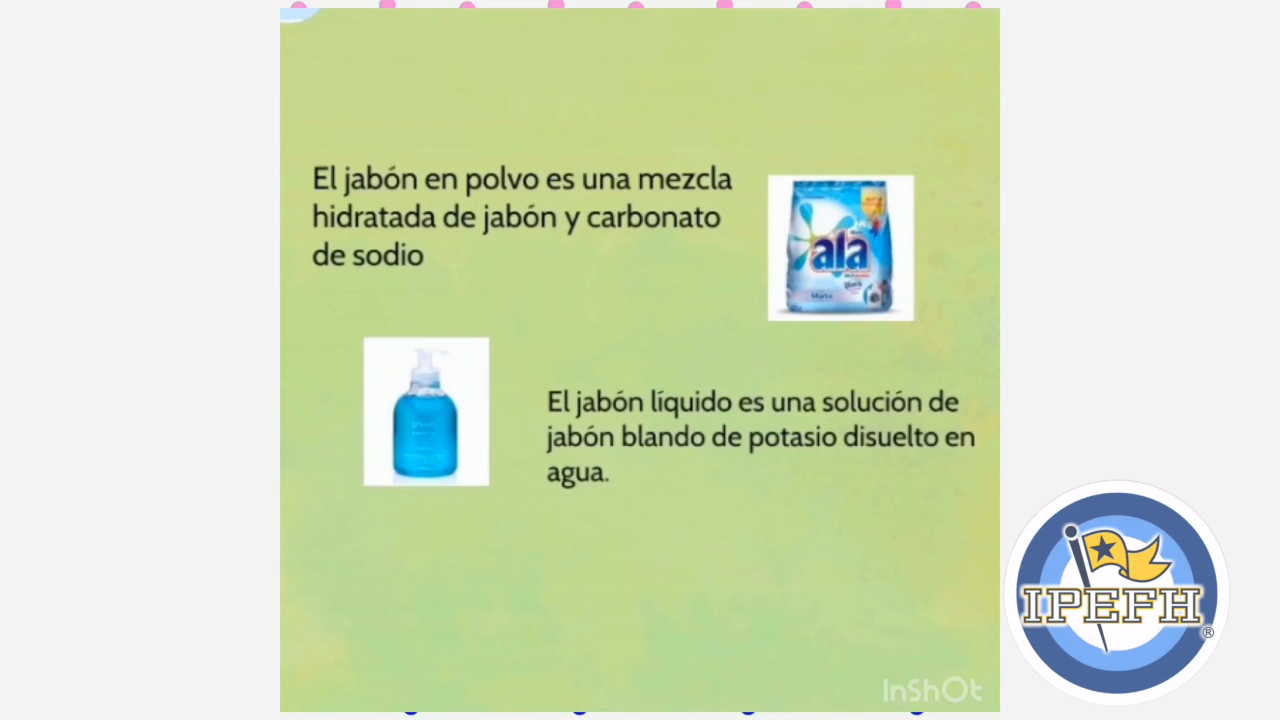 El jabón en polvo es una mezcla
hidratada de jabón y carbonato
de sodio
ala
El jabón líquido es una solución de
jabón blando de potasio disuelto en
agua.
IPEFH
®
InShOt